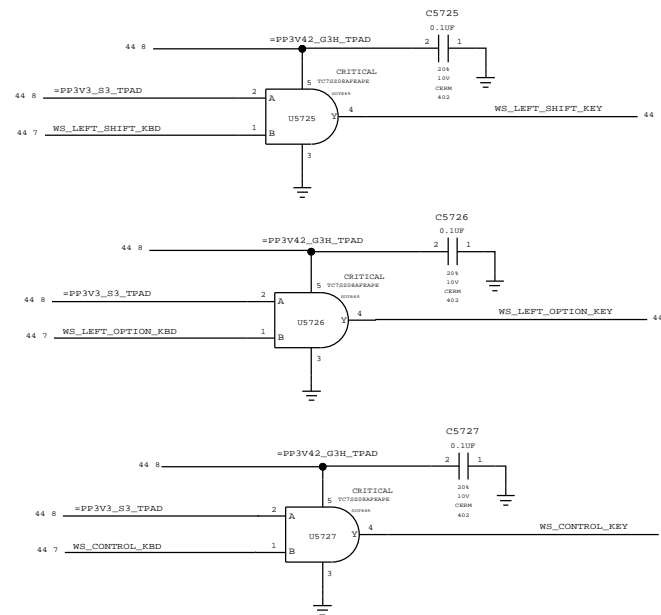 C5725
0.1UF
=PP3V42_G3H_TPAD
44 8
2 1
20%
10V
CERM
402
5 CRITICAL
TC7SZ08AFEAPE
SOT665
44 8 =PP3V3_S3_TPAD 2 A
U5725 Y 4 WS_LEFT_SHIFT_KEY 44
44 7 WS_LEFT_SHIFT_KBD 1 B
3
C5726
0.1UF
=PP3V42_G3H_TPAD
44 8
2 1
20%
10V
CERM
402
5 CRITICAL
TC7SZ08AFEAPE
SOT665
44 8 =PP3V3_S3_TPAD 2 A
U5726 Y 4 WS_LEFT_OPTION_KEY 44
44 7 WS_LEFT_OPTION_KBD 1 B
3
C5727
0.1UF
=PP3V42_G3H_TPAD
44 8
2 1
20%
10V
CERM
402
5 CRITICAL
TC7SZ08AFEAPE
SOT665
44 8 =PP3V3_S3_TPAD 2 A
U5727 Y 4 WS_CONTROL_KEY
44 7 WS_CONTROL_KBD 1 B
3